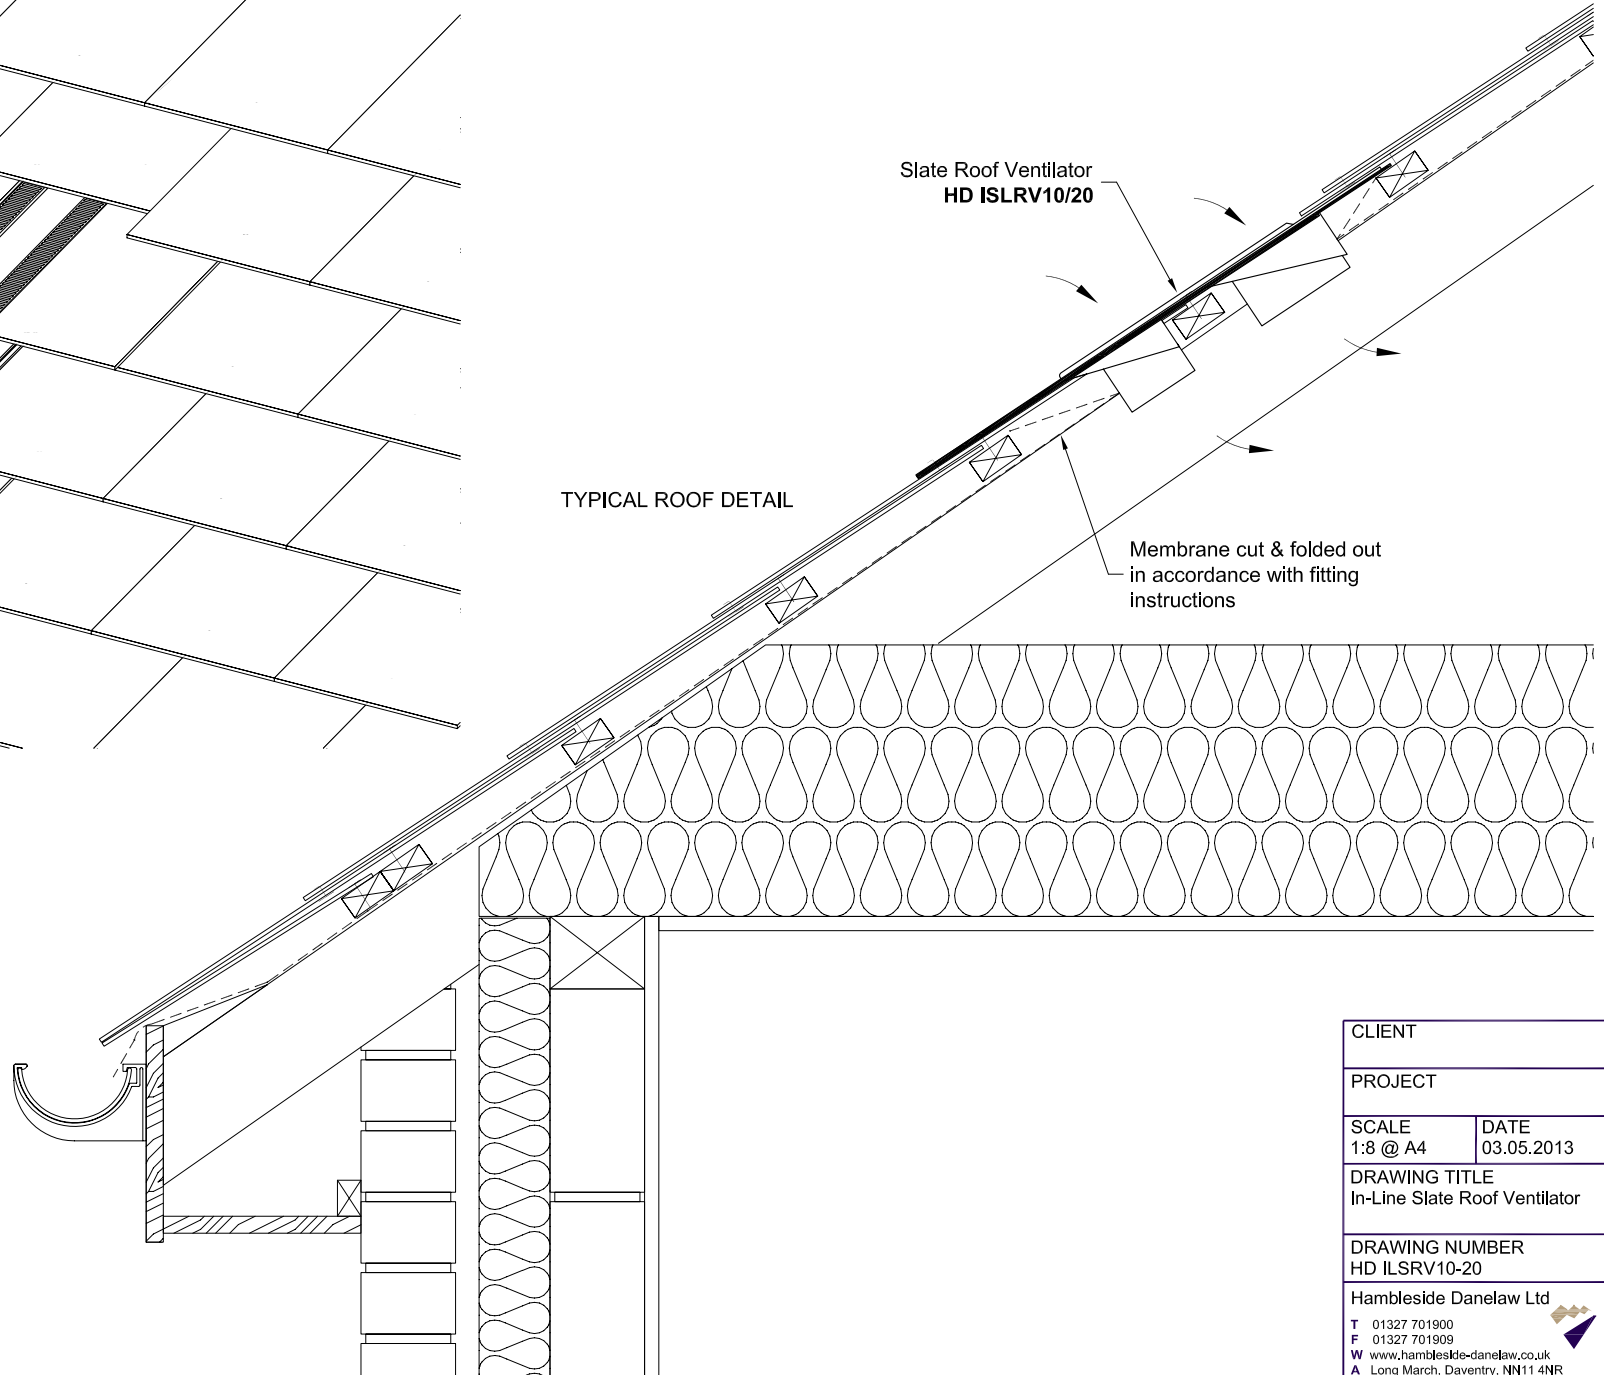 Slate Roof Ventilator
HD ISLRV10/20
TYPICAL ROOF DETAIL
Membrane cut & folded out
in accordance with fitting
instructions
CLIENT
PROJECT
SCALE
1:8 @ A4
DATE
03.05.2013
DRAWING TITLE
In-Line Slate Roof Ventilator
DRAWING NUMBER
HD ILSRV10-20
Hambleside Danelaw Ltd
T 01327 701900
F 01327 701909
W www.hambleside-danelaw.co.uk
A Long March, Daventry, NN11 4NR